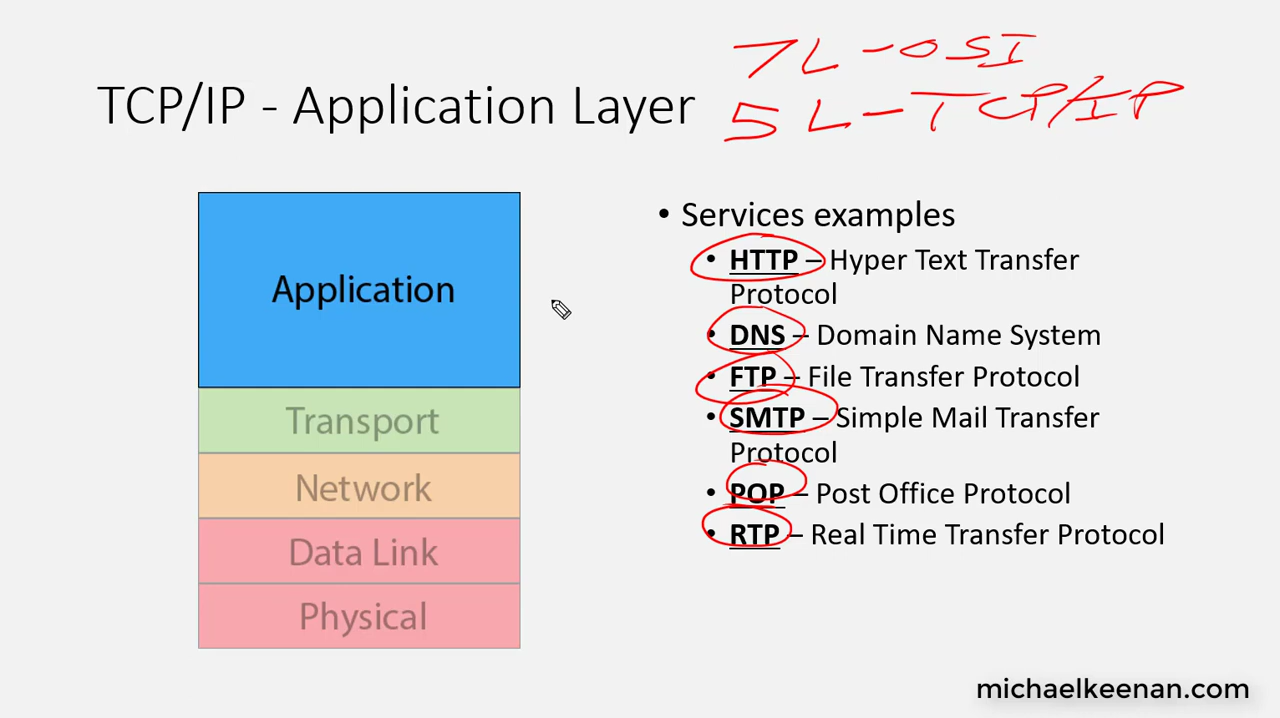 7L - OSI
TCP/IP - Application Layer
5L - TCP/IP
Application
Transport
Network
Data Link
Physical
• Services examples
• HTTP – Hyper Text Transfer
Protocol
• DNS – Domain Name System
• FTP – File Transfer Protocol
• SMTP – Simple Mail Transfer
Protocol
• POP – Post Office Protocol
• RTP – Real Time Transfer Protocol
michaelkeenan.com